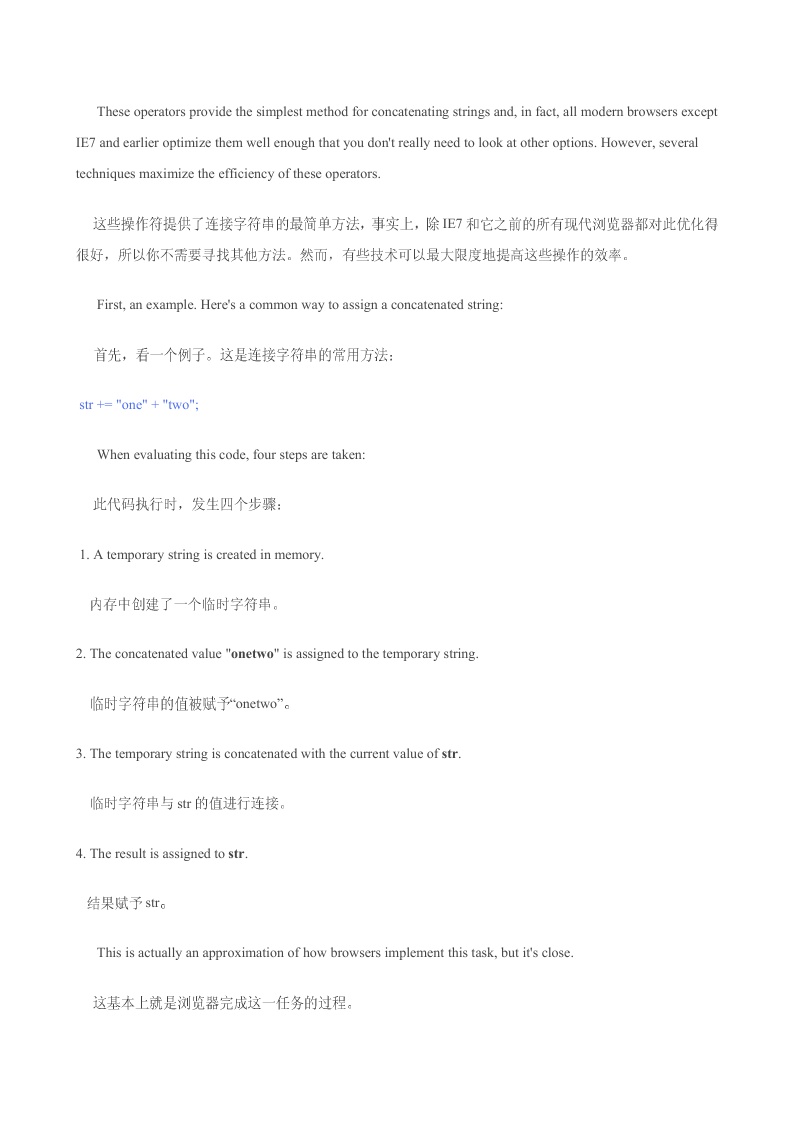 These operators provide the simplest method for concatenating strings and, in fact, all modern browsers except
IE7 and earlier optimize them well enough that you don't really need to look at other options. However, several
techniques maximize the efficiency of these operators.
这些操作符提供了连接字符串的最简单方法，事实上，除 IE7 和它之前的所有现代浏览器都对此优化得
很好，所以你不需要寻找其他方法。然而，有些技术可以最大限度地提高这些操作的效率。
First, an example. Here's a common way to assign a concatenated string:
首先，看一个例子。这是连接字符串的常用方法：
str += "one" + "two";
When evaluating this code, four steps are taken:
此代码执行时，发生四个步骤：
1. A temporary string is created in memory.
内存中创建了一个临时字符串。
2. The concatenated value "onetwo" is assigned to the temporary string.
临时字符串的值被赋予“onetwo”。
3. The temporary string is concatenated with the current value of str.
临时字符串与 str 的值进行连接。
4. The result is assigned to str.
结果赋予 str。
This is actually an approximation of how browsers implement this task, but it's close.
这基本上就是浏览器完成这一任务的过程。